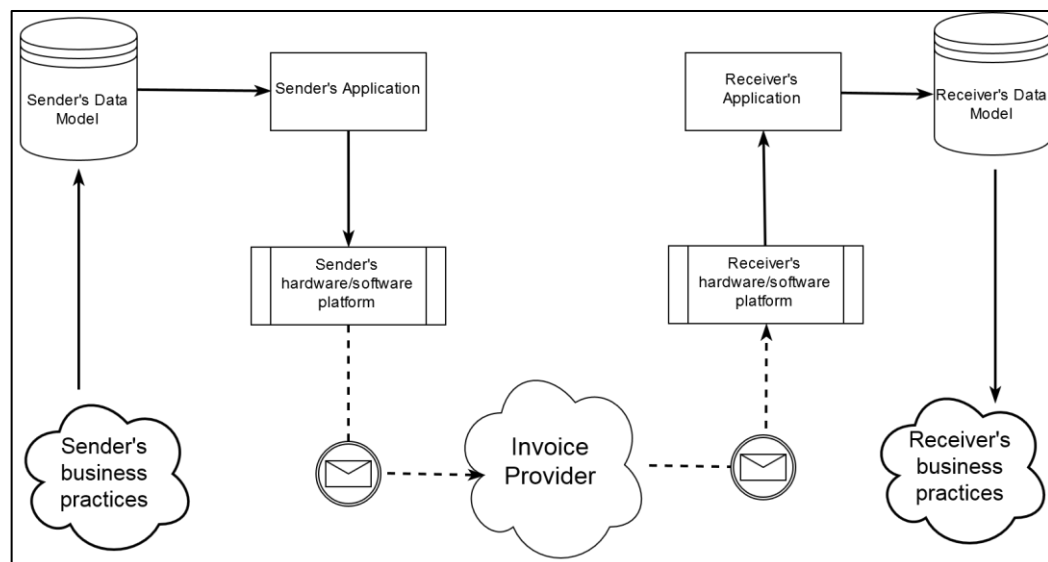 Sender's Data
Model
Sender's Application
Receiver's
Application
Receiver's Data
Model
Sender's
hardware/software
platform
Receiver's
hardware/software
platform
Sender's
business
practices
Invoice
Provider
Receiver's
business
practices